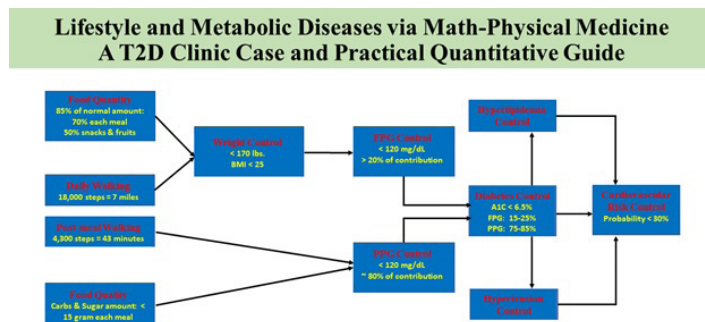 Lifestyle and Metabolic Diseases via Math-Physical Medicine
A T2D Clinic Case and Practical Quantitative Guide
Food Quantity
85% of normal amount:
70% each meal
50% snacks & fruits
Daily Walking
18,000 steps = 7 miles
Post-meal Walking
4,300 steps = 43 minutes
Food Quality
Carbs & Sugar amount: <
15 gram each meal
Weight Control
< 170 lbs.
BMI < 25
FPG Control
< 120 mg/dL
> 20% of contribution
PPG Control
< 120 mg/dL
~ 80% of contribution
Hyperlipidemia
Control
Diabetes Control
A1C < 6.5%
FPG: 15-25%
PPG: 75-85%
Hypertension
Control
Cardiovascular
Risk Control
Probability < 30%